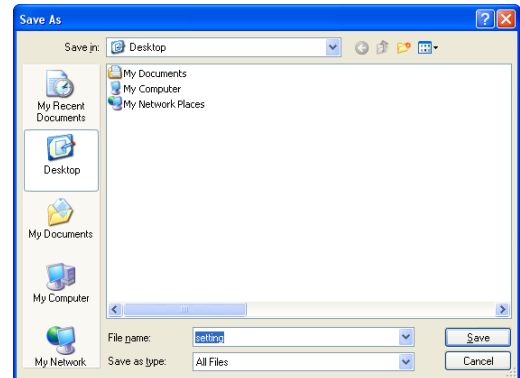 Save As
Save in: Desktop
My Documents
My Computer
My Network Places
My Recent
Documents
Desktop
My Documents
My Computer
My Network
File name: setting Save
Save as type: All Files Cancel